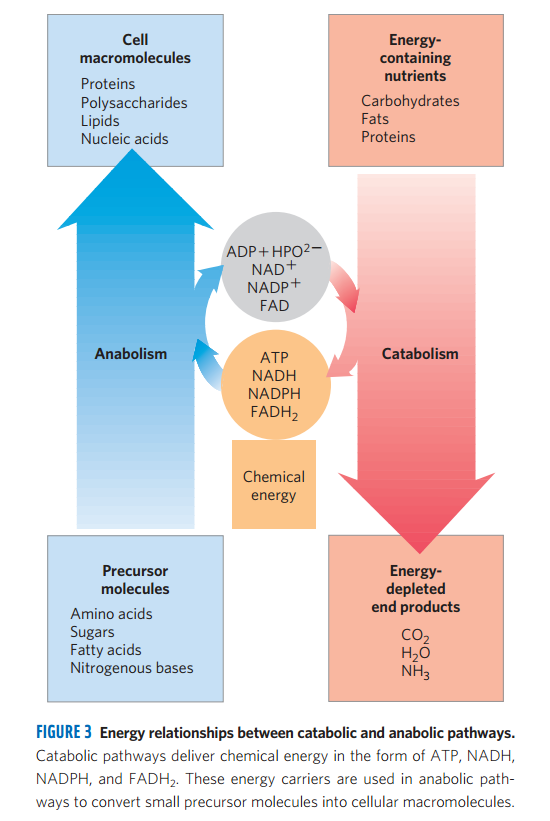 Cell
macromolecules
Proteins
Polysaccharides
Lipids
Nucleic acids
Energy-
containing
nutrients
Carbohydrates
Fats
Proteins
ADP+HPO²⁻
NAD⁺
NADP⁺
FAD
Anabolism
ATP
NADH
NADPH
FADH₂
Catabolism
Chemical
energy
Precursor
molecules
Amino acids
Sugars
Fatty acids
Nitrogenous bases
Energy-
depleted
end products
CO₂
H₂O
NH₃
FIGURE 3 Energy relationships between catabolic and anabolic pathways.
Catabolic pathways deliver chemical energy in the form of ATP, NADH,
NADPH, and FADH₂. These energy carriers are used in anabolic path-
ways to convert small precursor molecules into cellular macromolecules.